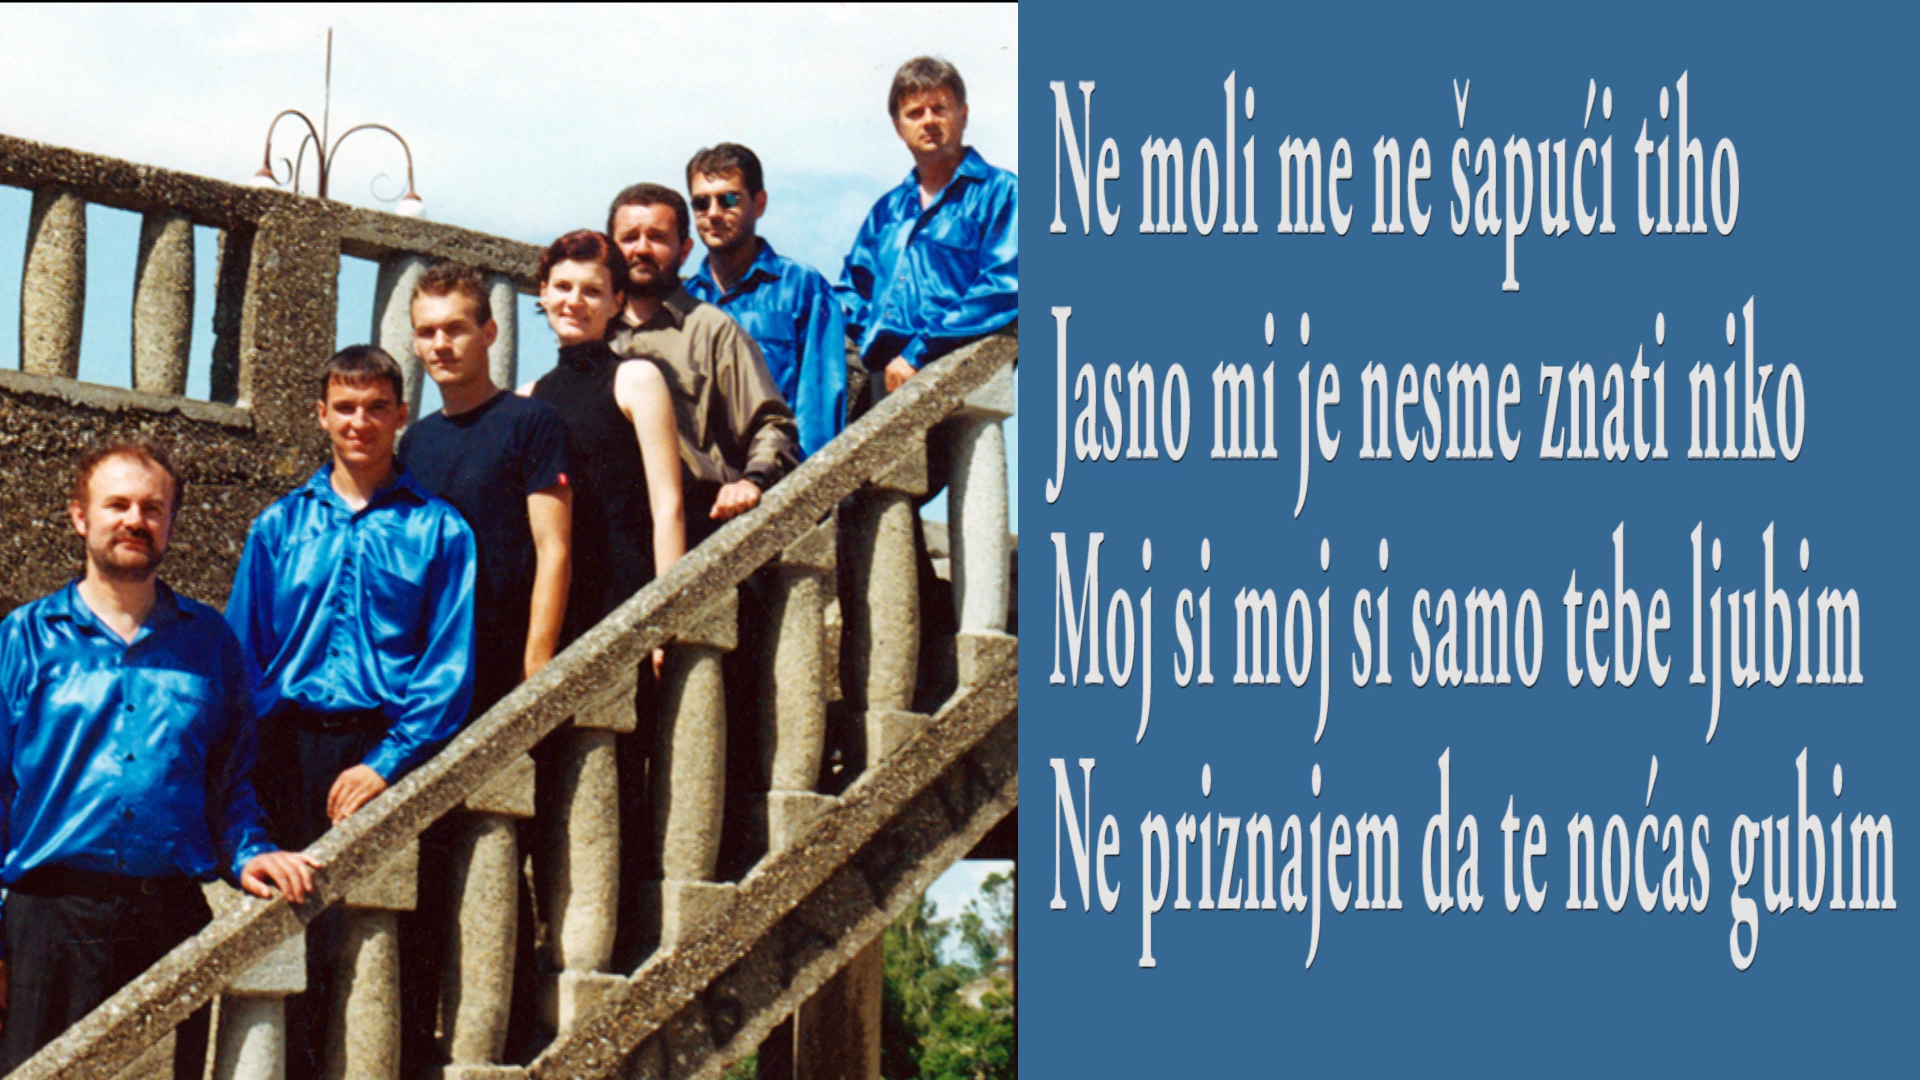 Ne moli me ne šapući tiho
Jasno mi je nesme znati niko
Moj si moj si samo tebe ljubim
Ne priznajem da te noćas gubim